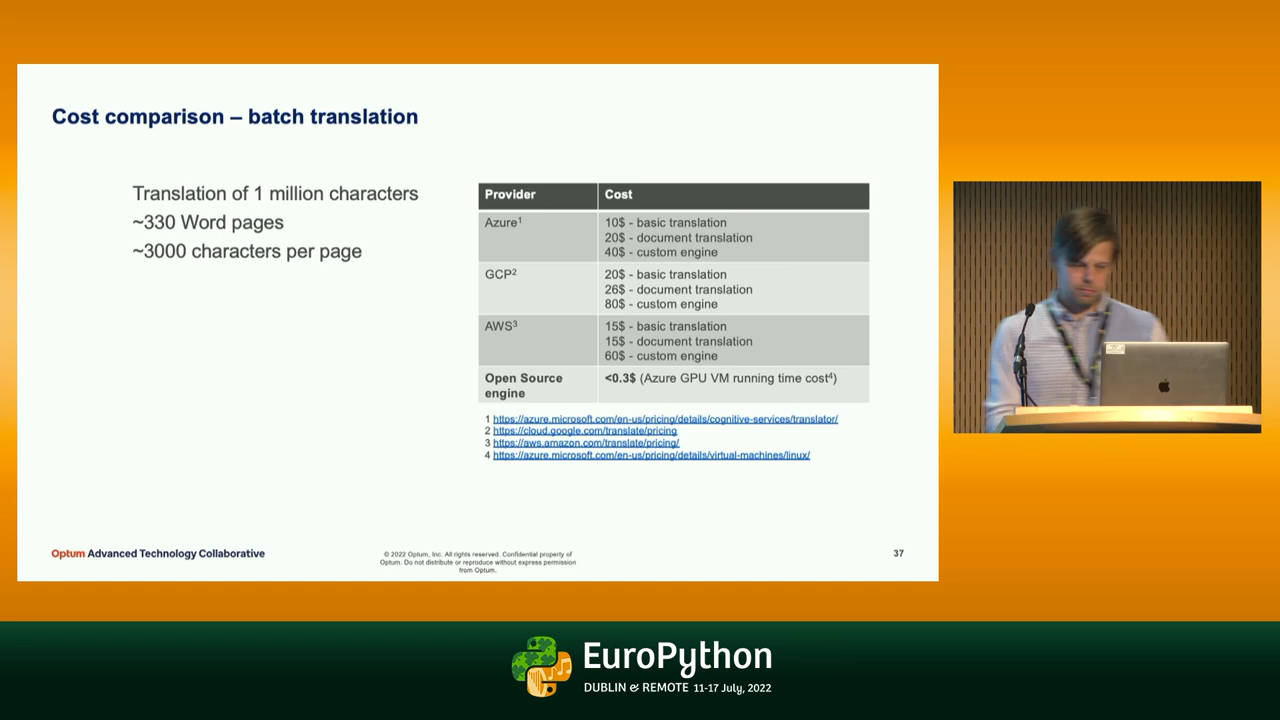 Cost comparison – batch translation
Translation of 1 million characters
~330 Word pages
~3000 characters per page
Provider Cost
Azure¹ 10$ - basic translation
20$ - document translation
40$ - custom engine
GCP² 20$ - basic translation
26$ - document translation
80$ - custom engine
AWS³ 15$ - basic translation
15$ - document translation
60$ - custom engine
Open Source engine <0.3$ (Azure GPU VM running time cost⁴)
1 https://azure.microsoft.com/en-us/pricing/details/cognitive-services/translator/
2 https://cloud.google.com/translate/pricing
3 https://aws.amazon.com/translate/pricing/
4 https://azure.microsoft.com/en-us/pricing/details/virtual-machines/linux/
Optum Advanced Technology Collaborative
© 2022 Optum, Inc. All rights reserved. Confidential property of
Optum. Do not distribute or reproduce without express permission
from Optum.
37
EuroPython
DUBLIN & REMOTE 11-17 July, 2022